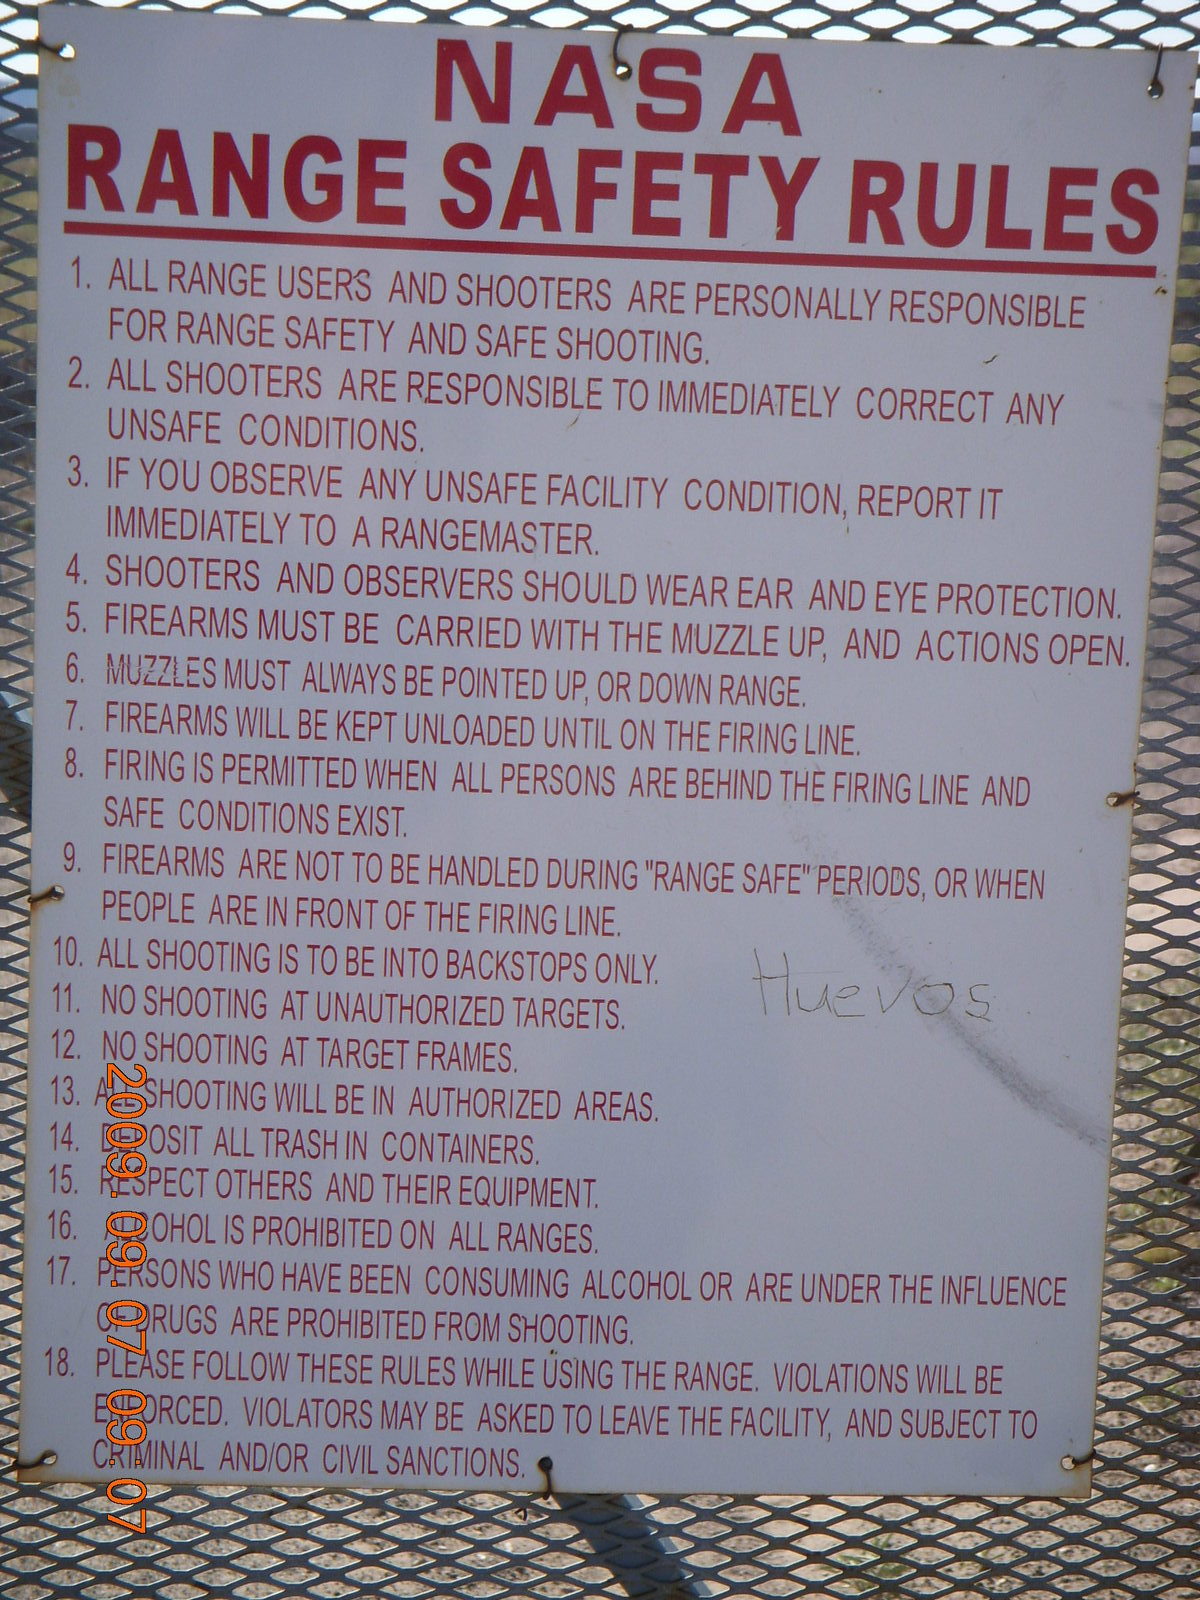 NASA
RANGE SAFETY RULES
1. ALL RANGE USERS AND SHOOTERS ARE PERSONALLY RESPONSIBLE
FOR RANGE SAFETY AND SAFE SHOOTING.
2. ALL SHOOTERS ARE RESPONSIBLE TO IMMEDIATELY CORRECT ANY
UNSAFE CONDITIONS.
3. IF YOU OBSERVE ANY UNSAFE FACILITY CONDITION, REPORT IT
IMMEDIATELY TO A RANGEMASTER.
4. SHOOTERS AND OBSERVERS SHOULD WEAR EAR AND EYE PROTECTION.
5. FIREARMS MUST BE CARRIED WITH THE MUZZLE UP, AND ACTIONS OPEN.
6. MUZZLES MUST ALWAYS BE POINTED UP, OR DOWN RANGE.
7. FIREARMS WILL BE KEPT UNLOADED UNTIL ON THE FIRING LINE.
8. FIRING IS PERMITTED WHEN ALL PERSONS ARE BEHIND THE FIRING LINE AND
SAFE CONDITIONS EXIST.
9. FIREARMS ARE NOT TO BE HANDLED DURING "RANGE SAFE" PERIODS, OR WHEN
PEOPLE ARE IN FRONT OF THE FIRING LINE.
10. ALL SHOOTING IS TO BE INTO BACKSTOPS ONLY.
Huevos
11. NO SHOOTING AT UNAUTHORIZED TARGETS.
12. NO SHOOTING AT TARGET FRAMES.
13. ALL SHOOTING WILL BE IN AUTHORIZED AREAS.
14. DEPOSIT ALL TRASH IN CONTAINERS.
15. RESPECT OTHERS AND THEIR EQUIPMENT.
16. ALCOHOL IS PROHIBITED ON ALL RANGES.
17. PERSONS WHO HAVE BEEN CONSUMING ALCOHOL OR ARE UNDER THE INFLUENCE
OF DRUGS ARE PROHIBITED FROM SHOOTING.
18. PLEASE FOLLOW THESE RULES WHILE USING THE RANGE. VIOLATIONS WILL BE
ENFORCED. VIOLATORS MAY BE ASKED TO LEAVE THE FACILITY, AND SUBJECT TO
CRIMINAL AND/OR CIVIL SANCTIONS.
2009. 09. 07 09:07